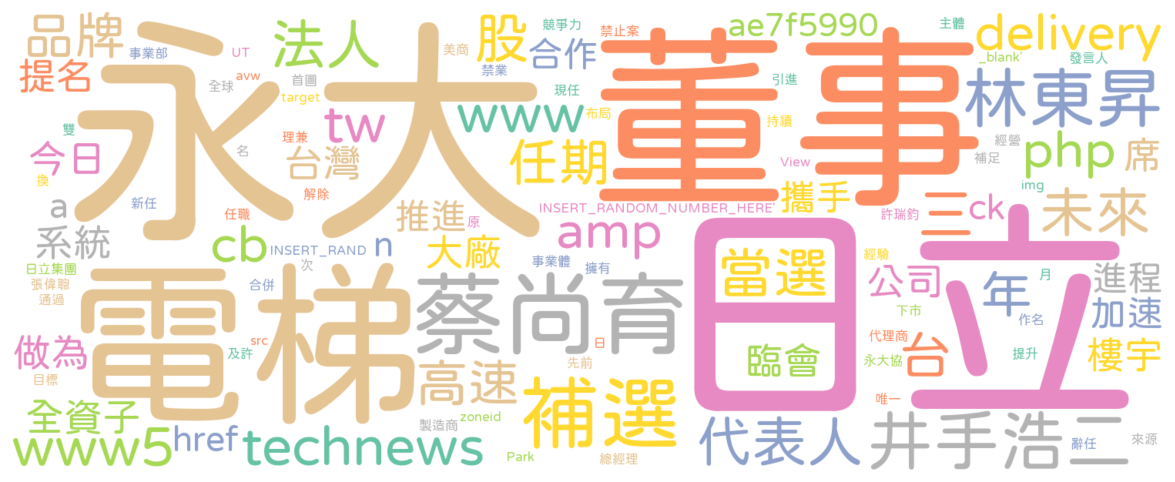 品牌
事業部
UT
法人
美商
股
競爭力
合作
禁止案
ae7f5990
主體
delivery
提名
永大
全球
avw
首圈
target
禁業
現任
董事
引進
_blank'
發言人
林東昇
雙
名
今日
換
理兼
台灣
tw
www
布局
任期
持續
View
攜手
經營
補足
php
席
img
新任
解除
任職
推進
原
INSERT_RANDOM_NUMBER_HERE'
許瑞鈞
三
ck
未來
a
系統
cb
INSERT_RAND
n
大廠
amp
日立
當選
經驗
公司
年
月
進程
日立集團
張偉聰
通過
次
合併
事業體
擁有
下市
作名
加速
電梯
蔡尚育
做為
目標
及許
src
日
先前
臨會
代理商
永大協
台
提升
樓宇
唯一
全資子
高速
補選
www5
href
technews
zoneid
製造商
Park
總經理
代表人
井手浩二
辭任
來源